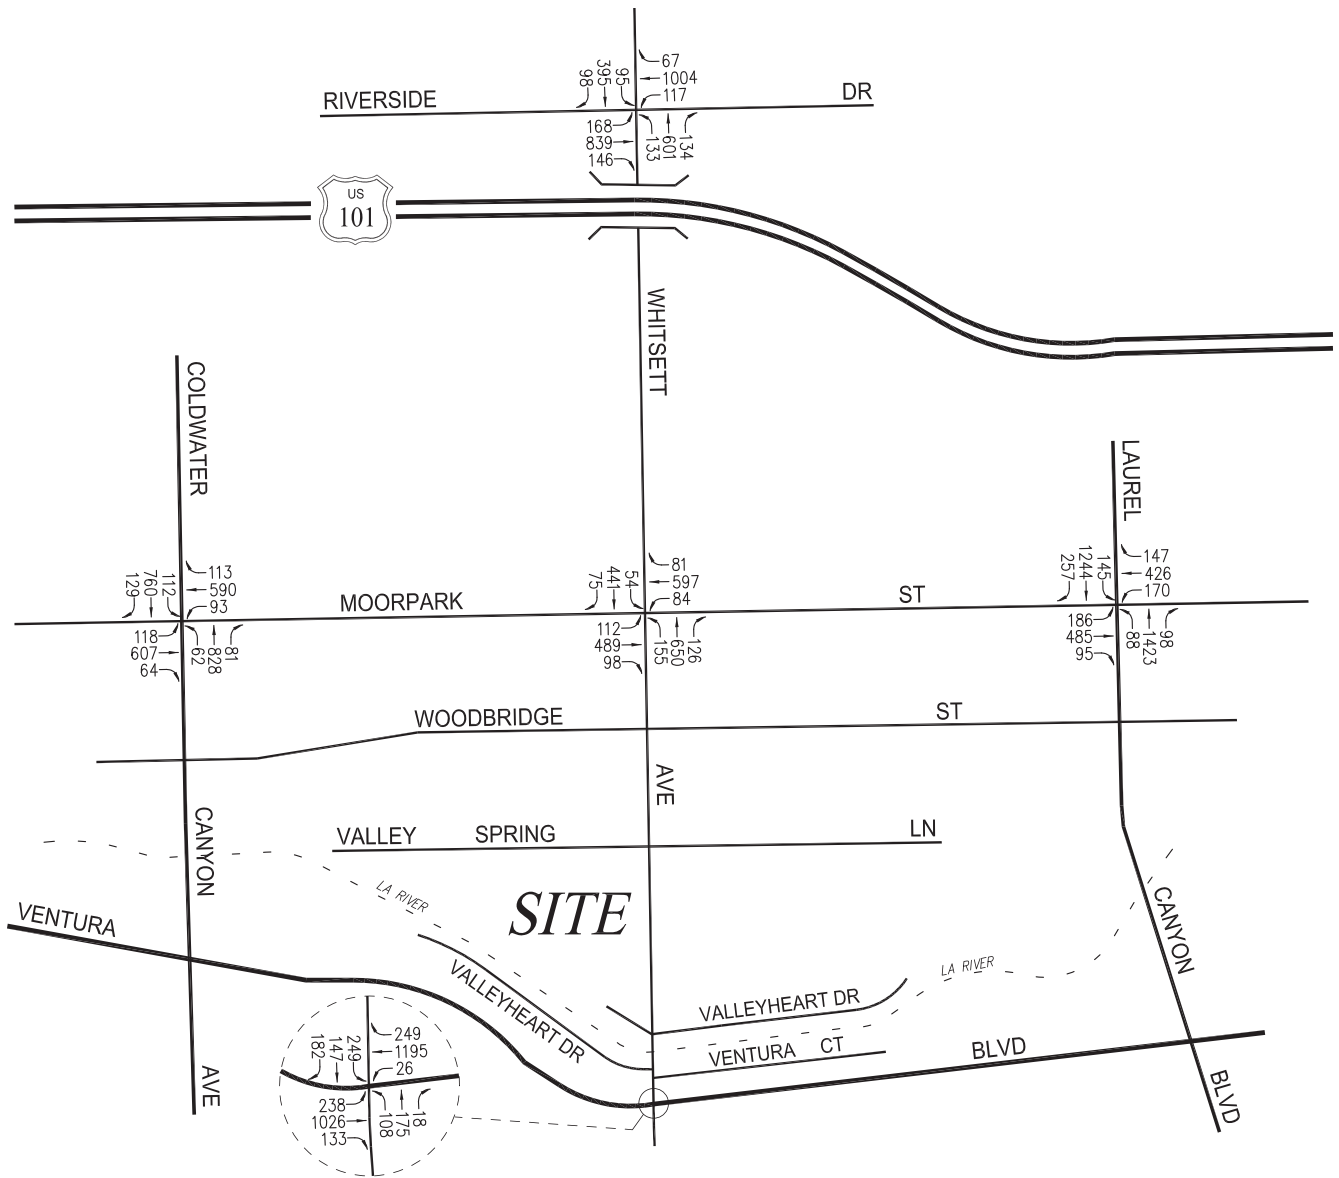 67
1004
117
98
395
95
RIVERSIDE DR
168
839
146
133
601
134
US
101
WHITSETT
COLDWATER
LAUREL
113
590
93
129
760
112
81
597
84
75
441
54
147
426
170
257
1244
145
MOORPARK ST
118
607
64
62
828
81
112
489
98
155
650
126
186
485
95
88
1423
98
WOODBRIDGE ST
AVE
CANYON
VALLEY SPRING LN
LA RIVER
SITE
CANYON
VENTURA
VALLEYHEART DR
LA RIVER
VALLEYHEART DR
VENTURA CT
BLVD
AVE
BLVD
249
1195
26
182
147
249
238
1026
133
108
175
18